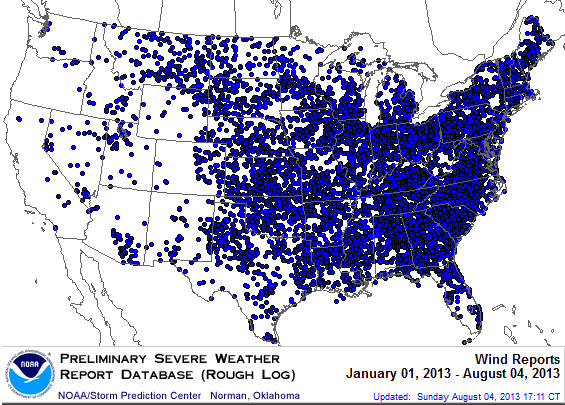 NOAA
Preliminary Severe Weather
Report Database (Rough Log)
NOAA/Storm Prediction Center Norman, Oklahoma
Wind Reports
January 01, 2013 - August 04, 2013
Updated: Sunday August 04, 2013 17:11 CT